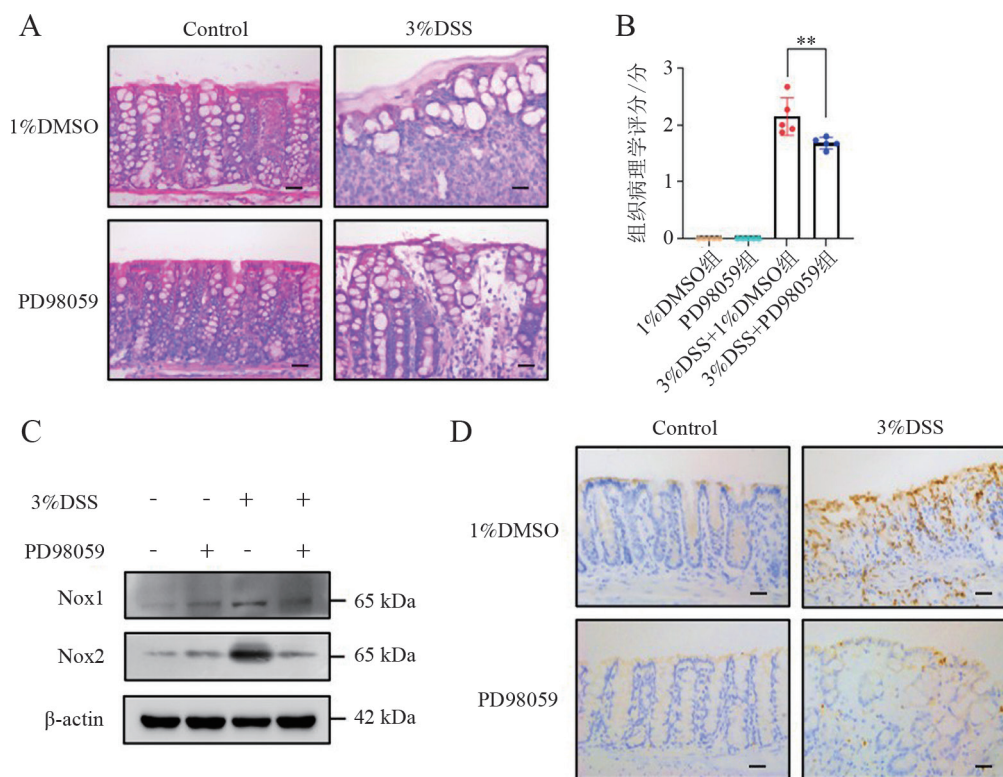 A
Control
3%DSS
1%DMSO
PD98059
B
**
组织病理学评分/分
3
2
1
0
1%DMSO组
PD98059组
3%DSS+1%DMSO组
3%DSS+PD98059组
C
3%DSS - - + +
PD98059 - + - +
Nox1 65 kDa
Nox2 65 kDa
β-actin 42 kDa
D
Control
3%DSS
1%DMSO
PD98059